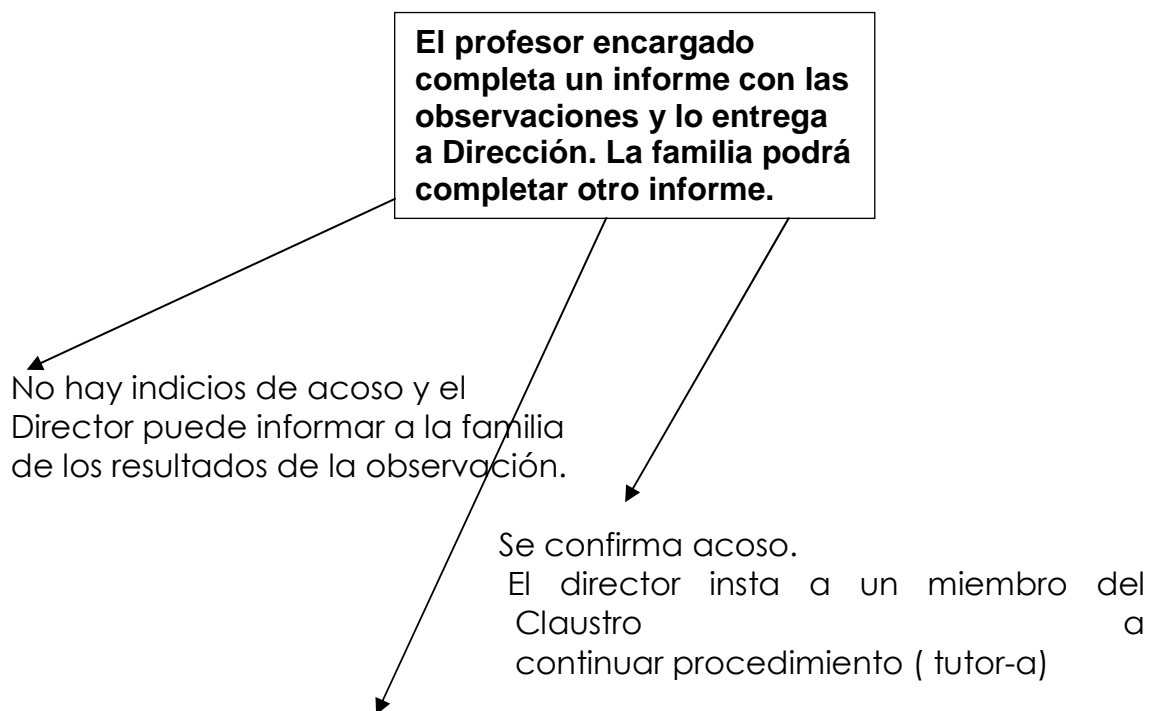 El profesor encargado
completa un informe con las
observaciones y lo entrega
a Dirección. La familia podrá
completar otro informe.
No hay indicios de acoso y el
Director puede informar a la familia
de los resultados de la observación.
Se confirma acoso.
El director insta a un miembro del
Claustro a
continuar procedimiento ( tutor-a)